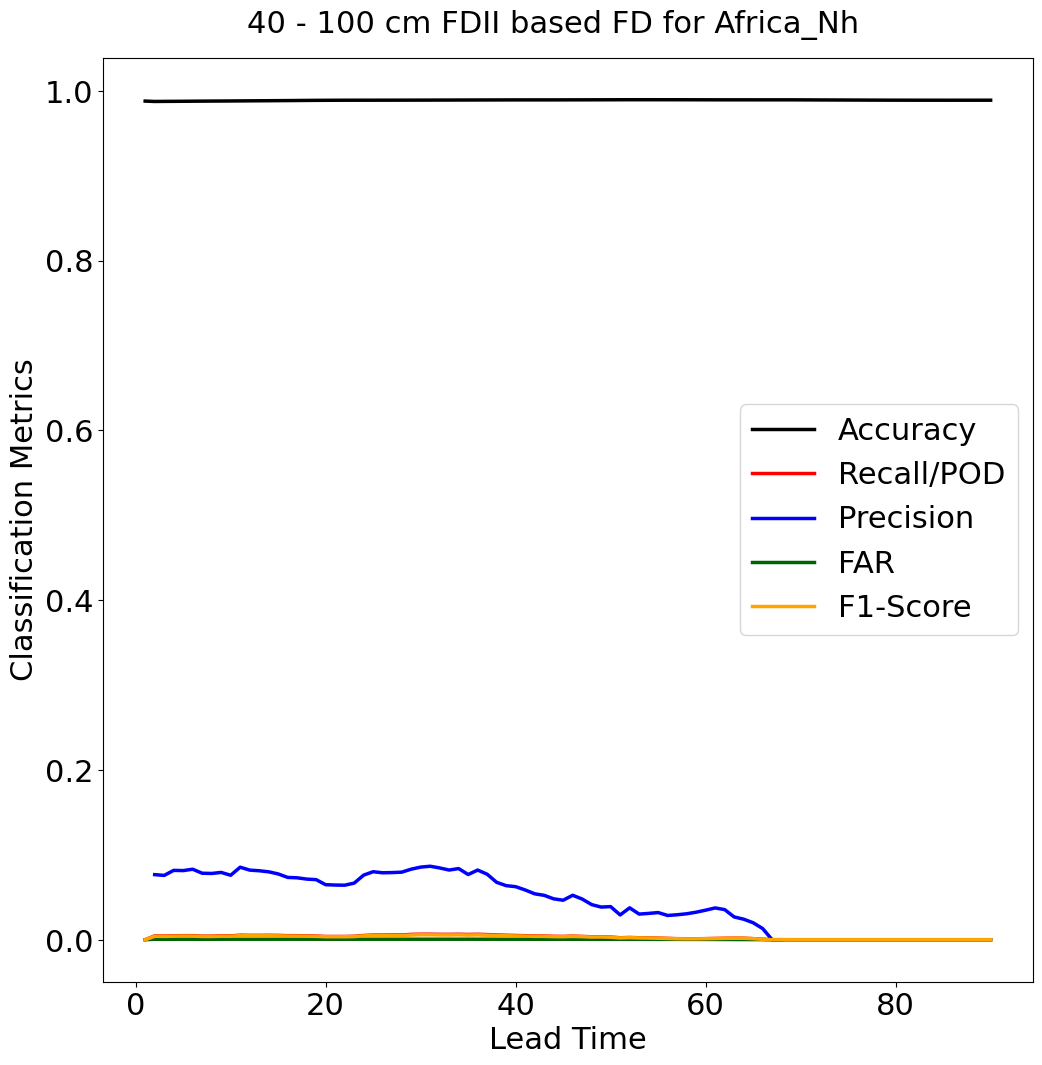 40 - 100 cm FDII based FD for Africa_Nh
Classification Metrics
1.0
0.8
0.6
0.4
0.2
0.0
Accuracy
Recall/POD
Precision
FAR
F1-Score
0 20 40 60 80
Lead Time